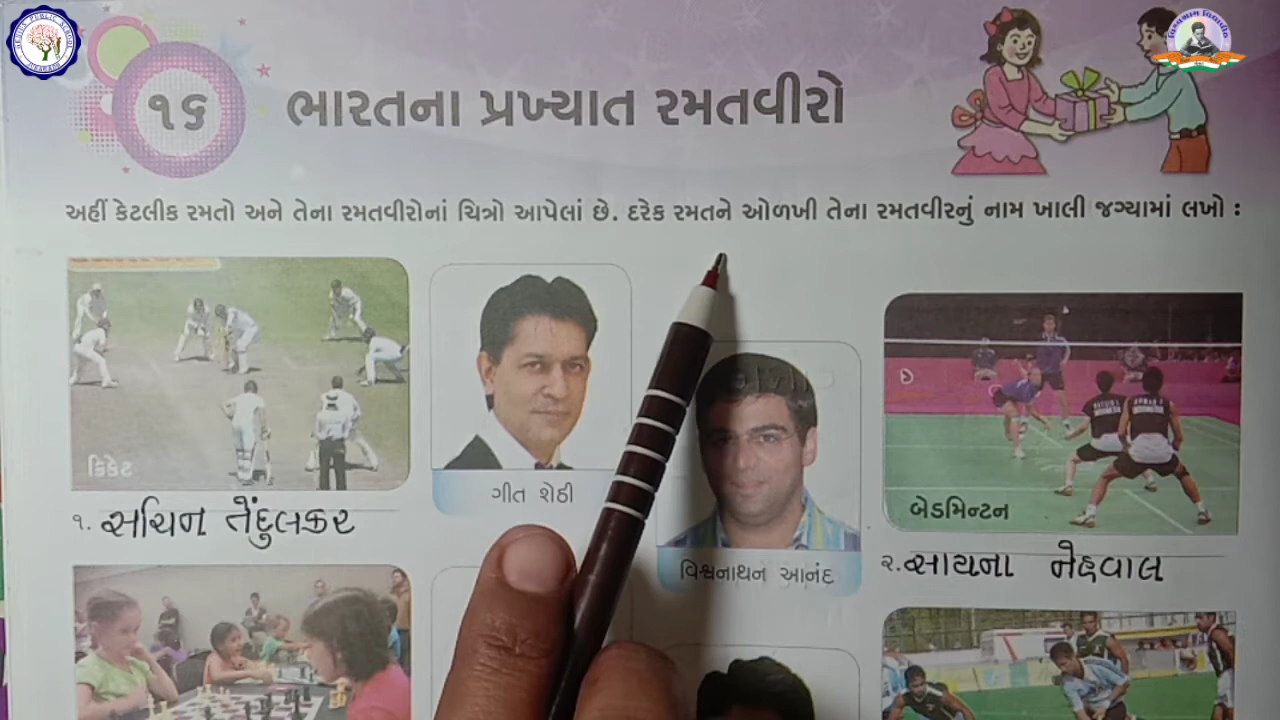 ૧૬
ભારતના પ્રખ્યાત રમતવીરો
અહીં કેટલીક રમતો અને તેના રમતવીરોનાં ચિત્રો આપેલાં છે. દરેક રમતને ઓળખી તેના રમતવીરનું નામ ખાલી જગ્યામાં લખો :
ક્રિકેટ
૧. સચિન તેંદુલકર
ગીત શેઠી
વિશ્વનાથન આનંદ
બેડમિન્ટન
૨. સાયના નેહવાલ